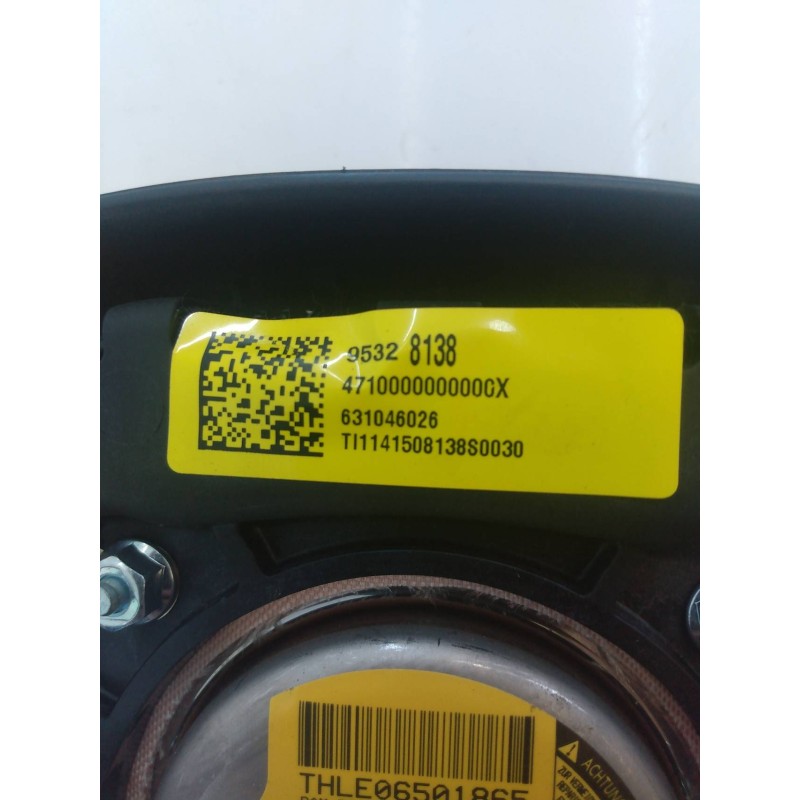 9532 8138
471000000000CX
631046026
TI1141508138S0030
THLE06501865
ACHTUNG